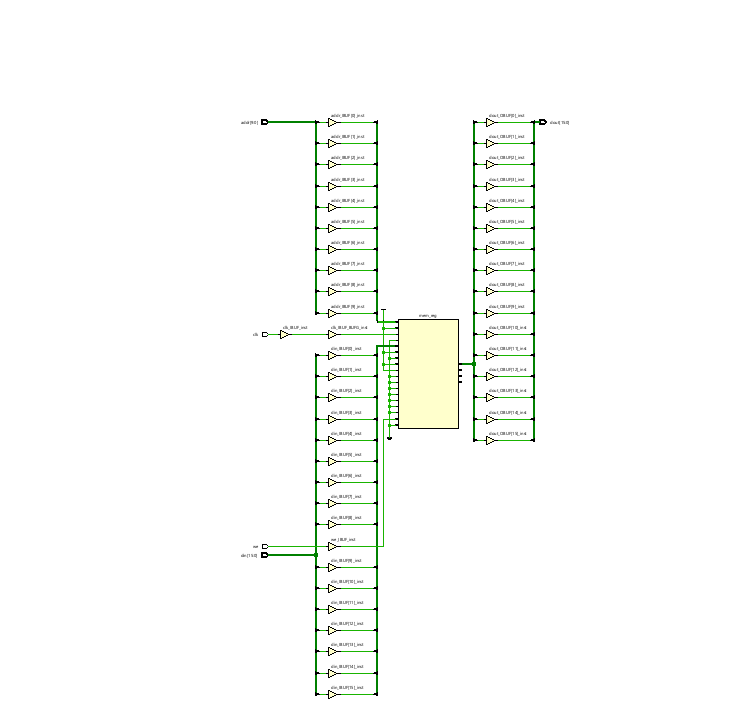 addr[9:0]
addr_IBUF[0]_inst
addr_IBUF[1]_inst
addr_IBUF[2]_inst
addr_IBUF[3]_inst
addr_IBUF[4]_inst
addr_IBUF[5]_inst
addr_IBUF[6]_inst
addr_IBUF[7]_inst
addr_IBUF[8]_inst
addr_IBUF[9]_inst
clk
clk_IBUF_inst
clk_IBUF_BUFG_inst
din_IBUF[0]_inst
din_IBUF[1]_inst
din_IBUF[2]_inst
din_IBUF[3]_inst
din_IBUF[4]_inst
din_IBUF[5]_inst
din_IBUF[6]_inst
din_IBUF[7]_inst
din_IBUF[8]_inst
we
we_IBUF_inst
din[15:0]
din_IBUF[9]_inst
din_IBUF[10]_inst
din_IBUF[11]_inst
din_IBUF[12]_inst
din_IBUF[13]_inst
din_IBUF[14]_inst
din_IBUF[15]_inst
mem_reg
dout_OBUF[0]_inst
dout_OBUF[1]_inst
dout_OBUF[2]_inst
dout_OBUF[3]_inst
dout_OBUF[4]_inst
dout_OBUF[5]_inst
dout_OBUF[6]_inst
dout_OBUF[7]_inst
dout_OBUF[8]_inst
dout_OBUF[9]_inst
dout_OBUF[10]_inst
dout_OBUF[11]_inst
dout_OBUF[12]_inst
dout_OBUF[13]_inst
dout_OBUF[14]_inst
dout_OBUF[15]_inst
dout[15:0]